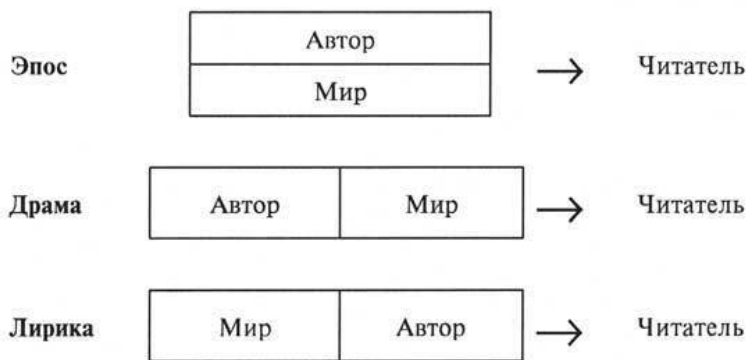 Автор
Эпос → Читатель
Мир
Драма Автор Мир → Читатель
Лирика Мир Автор → Читатель